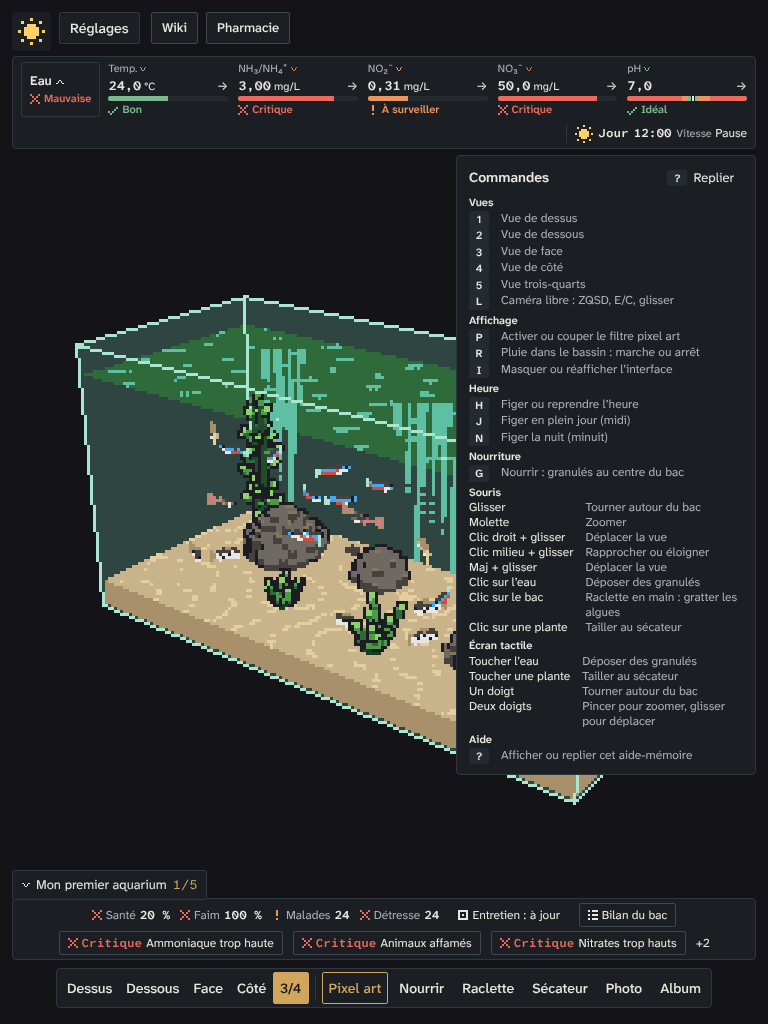 Réglages Wiki Pharmacie
Eau
Mauvaise
Temp. NH₃/NH₄⁺ NO₂⁻ NO₃⁻ pH
24,0 °C → 3,00 mg/L → 0,31 mg/L → 50,0 mg/L → 7,0 →
Bon Critique À surveiller Critique Idéal
Jour 12:00 Vitesse Pause
Commandes ? Replier
Vues
1 Vue de dessus
2 Vue de dessous
3 Vue de face
4 Vue de côté
5 Vue trois-quarts
L Caméra libre : ZQSD, E/C, glisser
Affichage
P Activer ou couper le filtre pixel art
R Pluie dans le bassin : marche ou arrêt
I Masquer ou réafficher l'interface
Heure
H Figer ou reprendre l'heure
J Figer en plein jour (midi)
N Figer la nuit (minuit)
Nourriture
G Nourrir : granulés au centre du bac
Souris
Glisser Tourner autour du bac
Molette Zoomer
Clic droit + glisser Déplacer la vue
Clic milieu + glisser Rapprocher ou éloigner
Maj + glisser Déplacer la vue
Clic sur l'eau Déposer des granulés
Clic sur le bac Raclette en main : gratter les
algues
Clic sur une plante Tailler au sécateur
Écran tactile
Toucher l'eau Déposer des granulés
Toucher une plante Tailler au sécateur
Un doigt Tourner autour du bac
Deux doigts Pincer pour zoomer, glisser
pour déplacer
Aide
? Afficher ou replier cet aide-mémoire
Mon premier aquarium 1/5
Santé 20 % Faim 100 % Malades 24 Détresse 24 Entretien : à jour Bilan du bac
Critique Ammoniaque trop haute Critique Animaux affamés Critique Nitrates trop hauts +2
Dessus Dessous Face Côté 3/4 Pixel art Nourrir Raclette Sécateur Photo Album